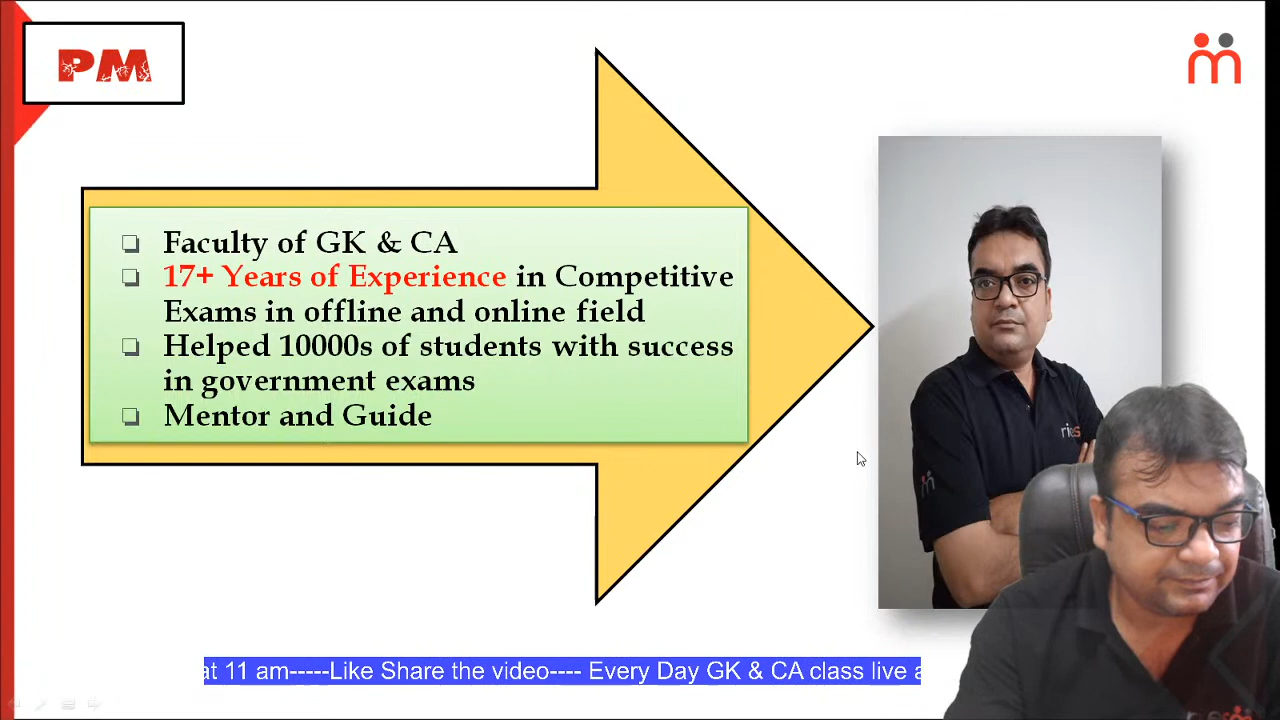 PM
Faculty of GK & CA
17+ Years of Experience in Competitive
Exams in offline and online field
Helped 10000s of students with success
in government exams
Mentor and Guide
at 11 am-----Like Share the video---- Every Day GK & CA class live